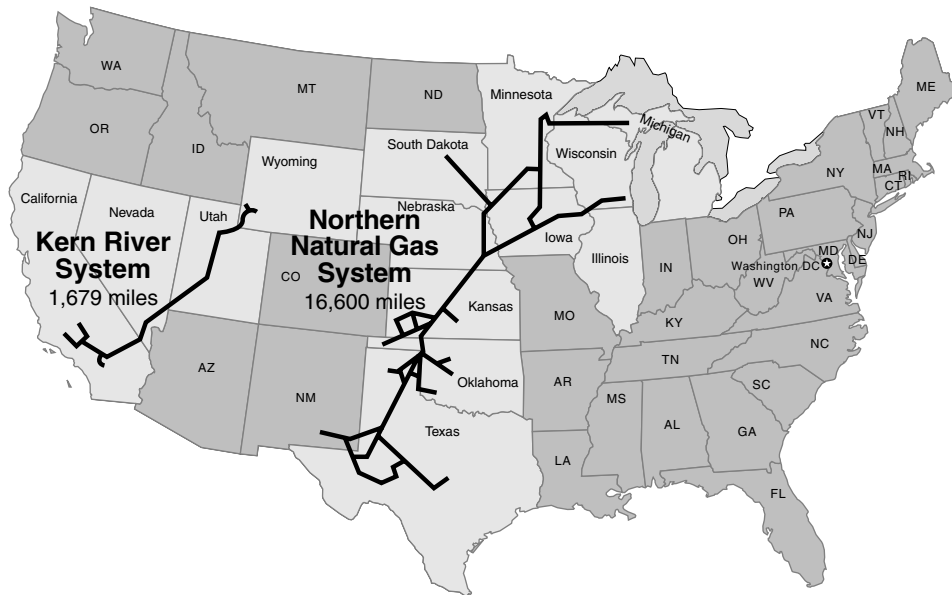 WA
MT
ND
Minnesota
ME
OR
ID
South Dakota
Wisconsin
Michigan
VT
NH
Wyoming
NY
MA
RI
CT
California
Nevada
Utah
Nebraska
Iowa
PA
NJ
Kern River
System
1,679 miles
Northern
Natural Gas
System
16,600 miles
CO
Illinois
IN
OH
Washington DC
MD
DE
WV
VA
Kansas
MO
KY
NC
AZ
NM
Oklahoma
AR
TN
SC
Texas
MS
AL
GA
LA
FL